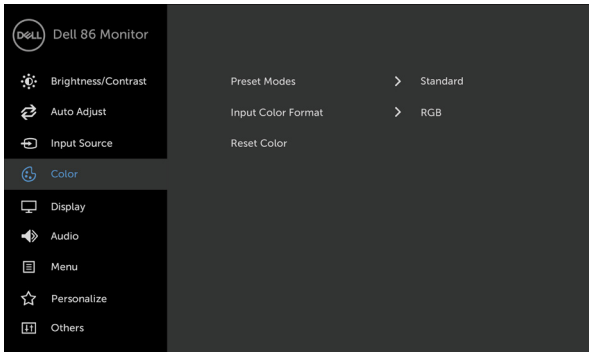 DELL Dell 86 Monitor
Brightness/Contrast
Auto Adjust
Input Source
Color
Display
Audio
Menu
Personalize
Others
Preset Modes Standard
Input Color Format RGB
Reset Color